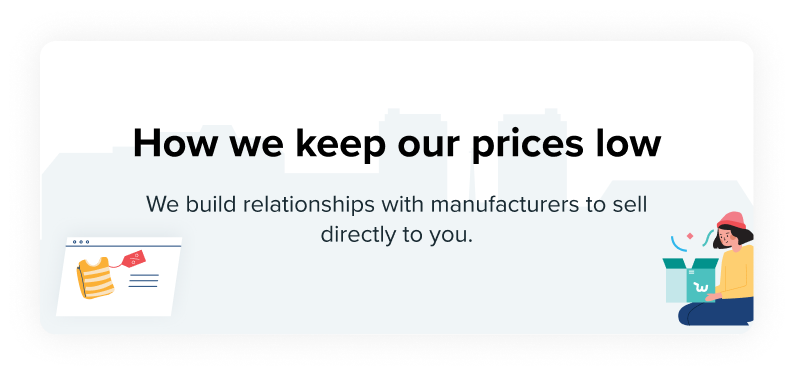 How we keep our prices low
We build relationships with manufacturers to sell
directly to you.